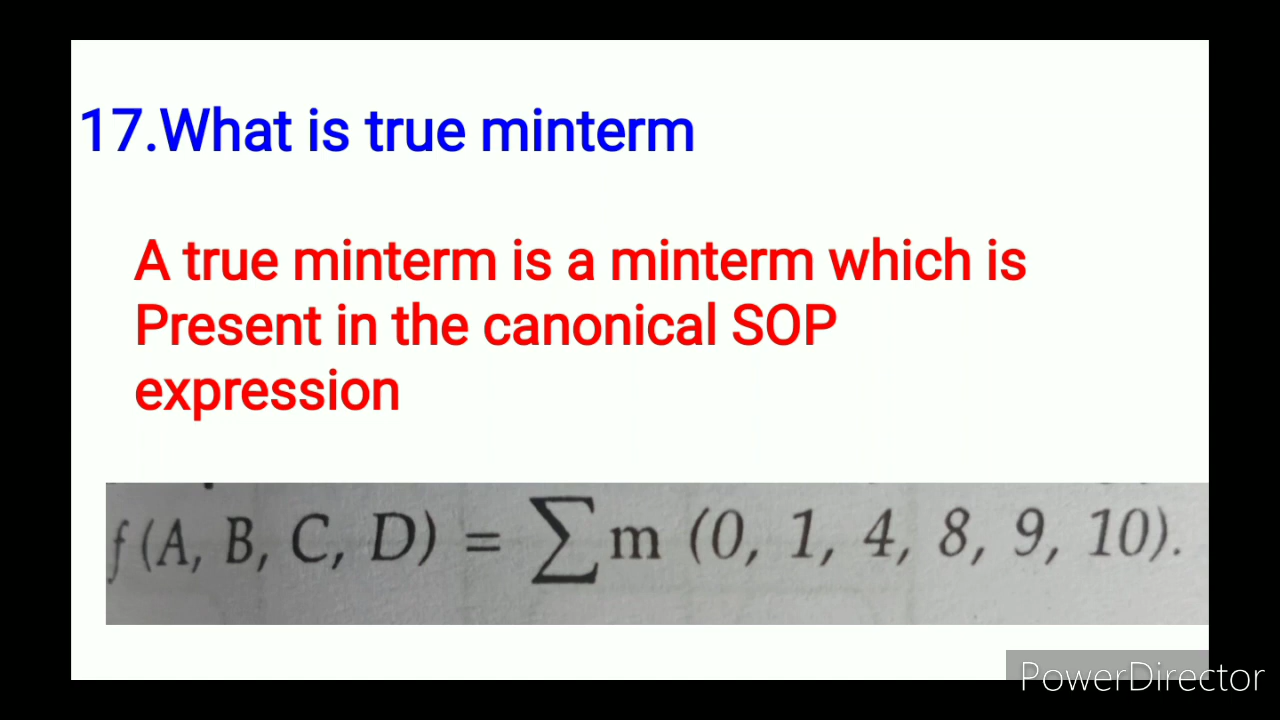 17.What is true minterm
A true minterm is a minterm which is
Present in the canonical SOP
expression
f (A, B, C, D) = ∑ m (0, 1, 4, 8, 9, 10).
PowerDirector